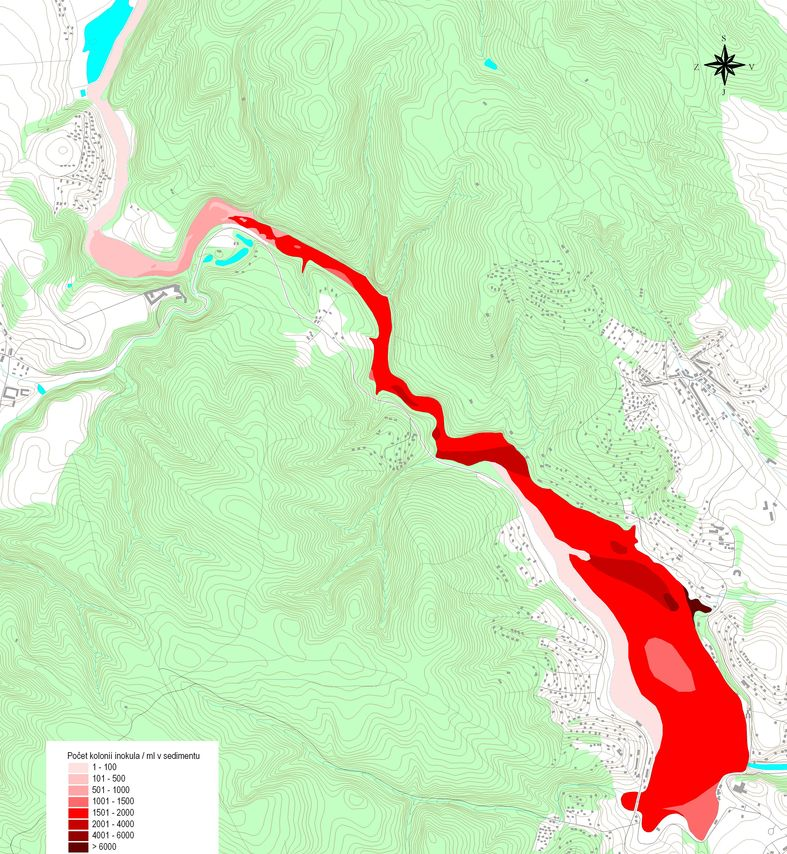 S
Z V
J
Počet kolonií inokula / ml v sedimentu
1 - 100
101 - 500
501 - 1000
1001 - 1500
1501 - 2000
2001 - 4000
4001 - 6000
> 6000